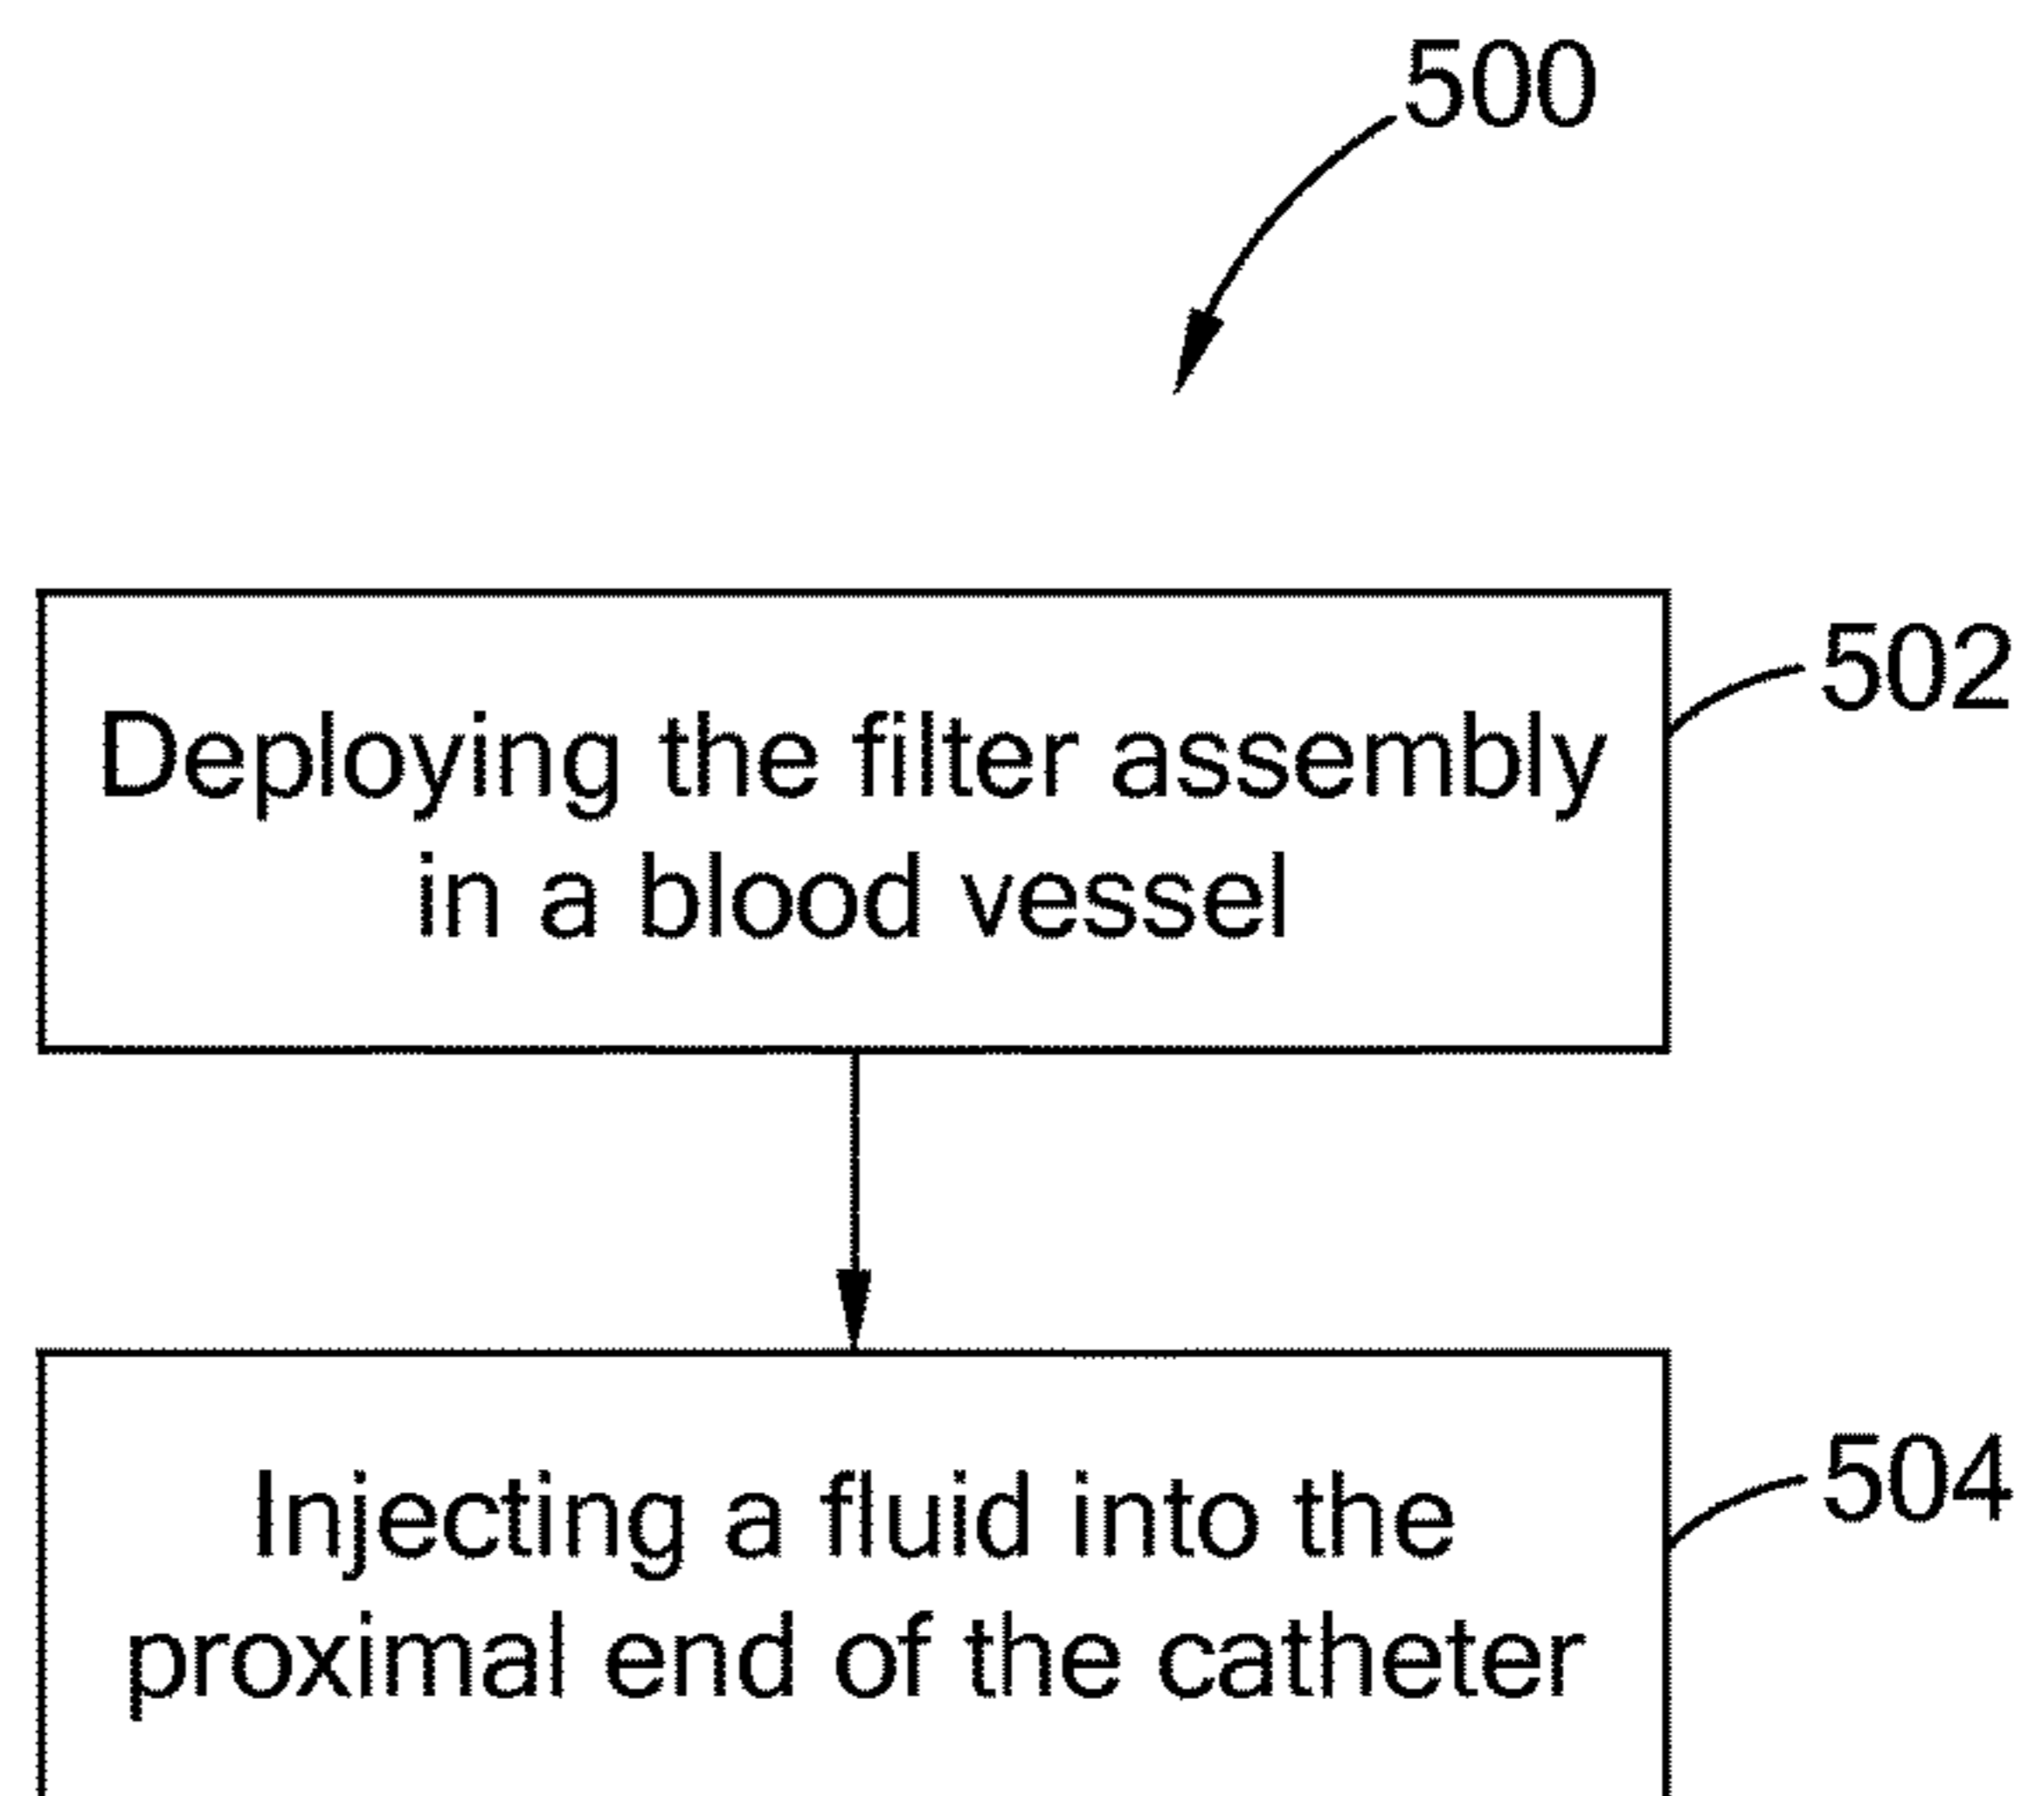 500
Deploying the filter assembly
in a blood vessel
502
Injecting a fluid into the
proximal end of the catheter
504